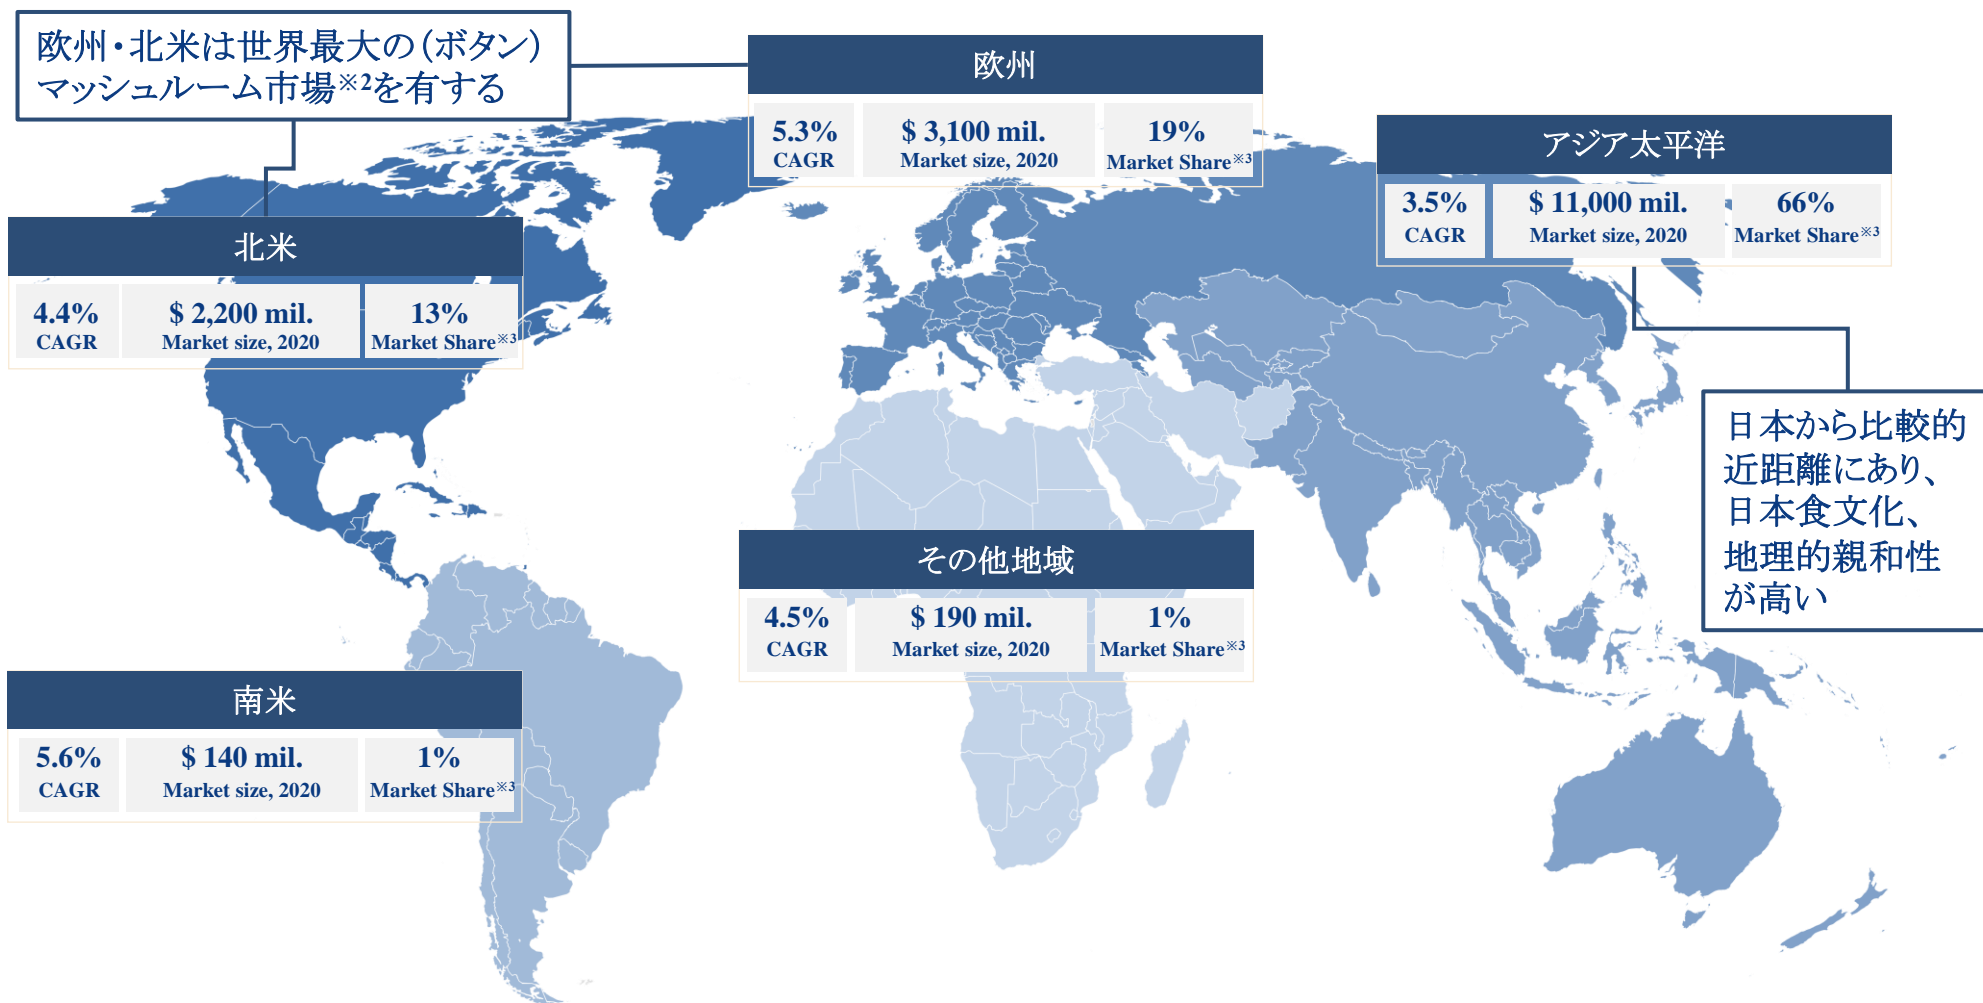 欧州・北米は世界最大の（ボタン）
マッシュルーム市場※2を有する
欧州
5.3%
CAGR
$ 3,100 mil.
Market size, 2020
19%
Market Share※3
アジア太平洋
3.5%
CAGR
$ 11,000 mil.
Market size, 2020
66%
Market Share※3
北米
4.4%
CAGR
$ 2,200 mil.
Market size, 2020
13%
Market Share※3
日本から比較的
近距離にあり、
日本食文化、
地理的親和性
が高い
その他地域
4.5%
CAGR
$ 190 mil.
Market size, 2020
1%
Market Share※3
南米
5.6%
CAGR
$ 140 mil.
Market size, 2020
1%
Market Share※3